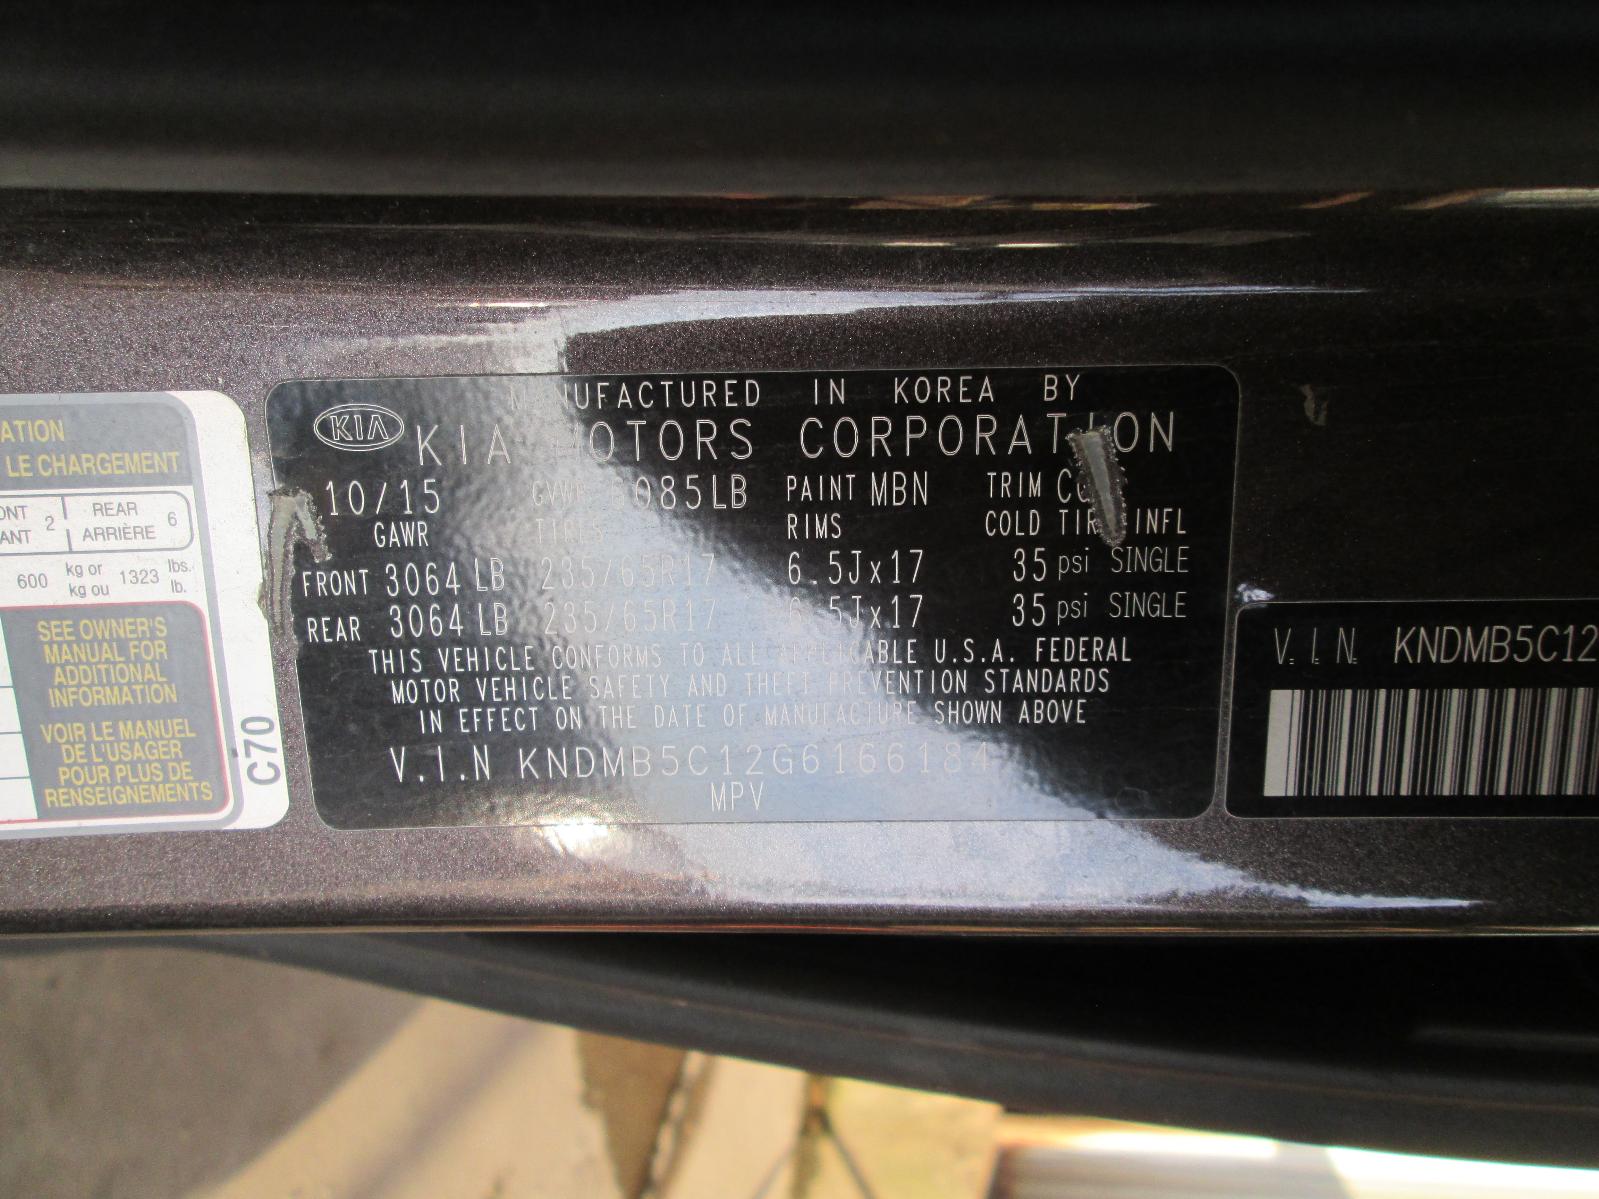 ATION
LE CHARGEMENT
ONT 2 REAR 6
ANT ARRIÈRE
600 kg or 1323 lbs.
kg ou lb.
SEE OWNER'S
MANUAL FOR
ADDITIONAL
INFORMATION
VOIR LE MANUEL
DE L'USAGER
POUR PLUS DE
RENSEIGNEMENTS
C70
MANUFACTURED IN KOREA BY
KIA KIA MOTORS CORPORATION
10/15 GVWR 6085LB PAINT MBN TRIM
GAWR TIRES RIMS COLD TIRE INFL
FRONT 3064 LB 235/65R17 6.5Jx17 35 psi SINGLE
REAR 3064 LB 235/65R17 6.5Jx17 35 psi SINGLE
THIS VEHICLE CONFORMS TO ALL APPLICABLE U.S.A. FEDERAL
MOTOR VEHICLE SAFETY AND THEFT PREVENTION STANDARDS
IN EFFECT ON THE DATE OF MANUFACTURE SHOWN ABOVE
V.I.N KNDMB5C12G6166184
MPV
V.I.N. KNDMB5C12